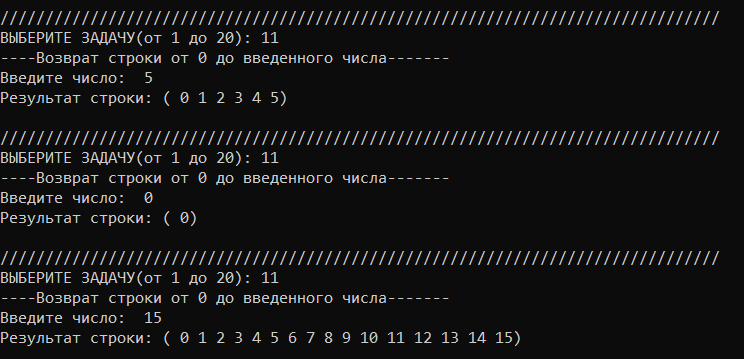 ////////////////////////////////////////////////////////////////////////////////
ВЫБЕРИТЕ ЗАДАЧУ(от 1 до 20): 11
----Возврат строки от 0 до введенного числа-------
Введите число:  5
Результат строки: ( 0 1 2 3 4 5)
////////////////////////////////////////////////////////////////////////////////
ВЫБЕРИТЕ ЗАДАЧУ(от 1 до 20): 11
----Возврат строки от 0 до введенного числа-------
Введите число:  0
Результат строки: ( 0)
////////////////////////////////////////////////////////////////////////////////
ВЫБЕРИТЕ ЗАДАЧУ(от 1 до 20): 11
----Возврат строки от 0 до введенного числа-------
Введите число:  15
Результат строки: ( 0 1 2 3 4 5 6 7 8 9 10 11 12 13 14 15)